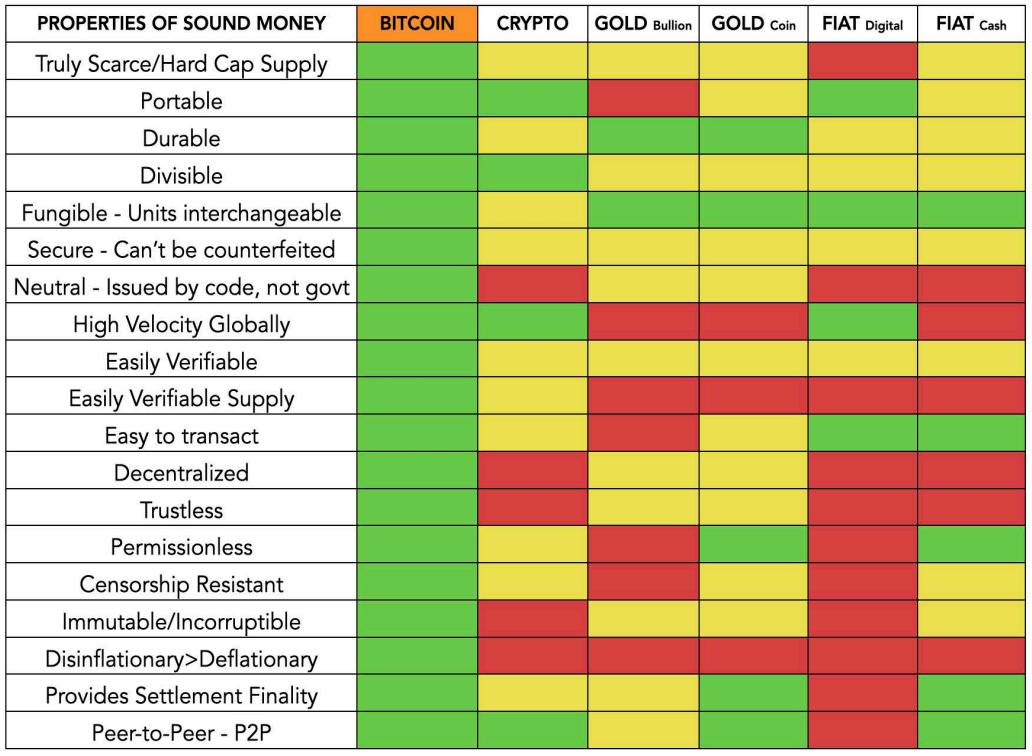 PROPERTIES OF SOUND MONEY BITCOIN CRYPTO GOLD Bullion GOLD Coin FIAT Digital FIAT Cash
Truly Scarce/Hard Cap Supply
Portable
Durable
Divisible
Fungible - Units interchangeable
Secure - Can't be counterfeited
Neutral - Issued by code, not govt
High Velocity Globally
Easily Verifiable
Easily Verifiable Supply
Easy to transact
Decentralized
Trustless
Permissionless
Censorship Resistant
Immutable/Incorruptible
Disinflationary>Deflationary
Provides Settlement Finality
Peer-to-Peer - P2P